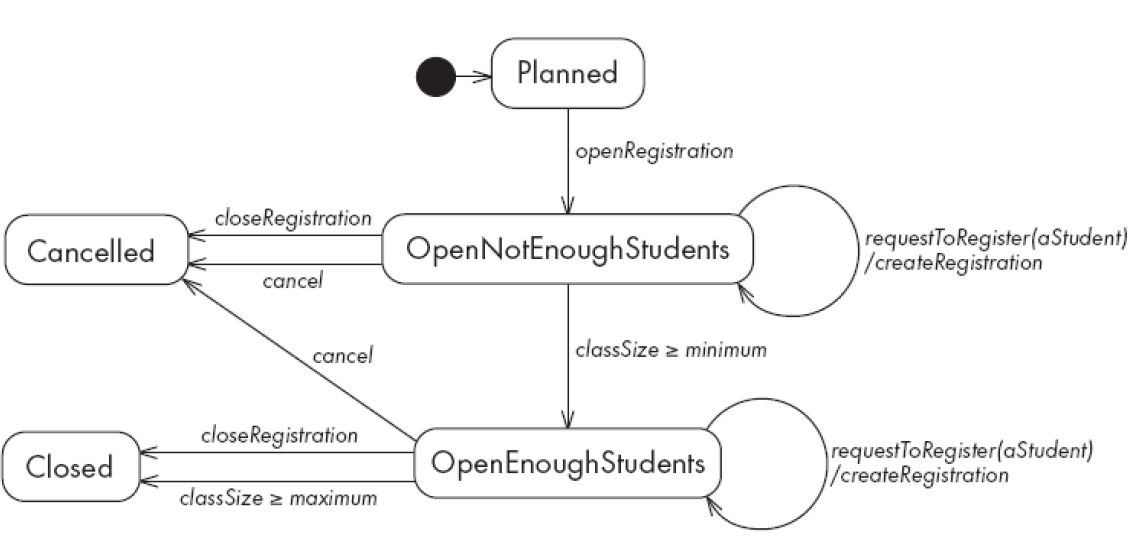 Planned
openRegistration
closeRegistration
Cancelled
OpenNotEnoughStudents
requestToRegister(aStudent)
/createRegistration
cancel
classSize ≥ minimum
cancel
closeRegistration
Closed
OpenEnoughStudents
requestToRegister(aStudent)
/createRegistration
classSize ≥ maximum